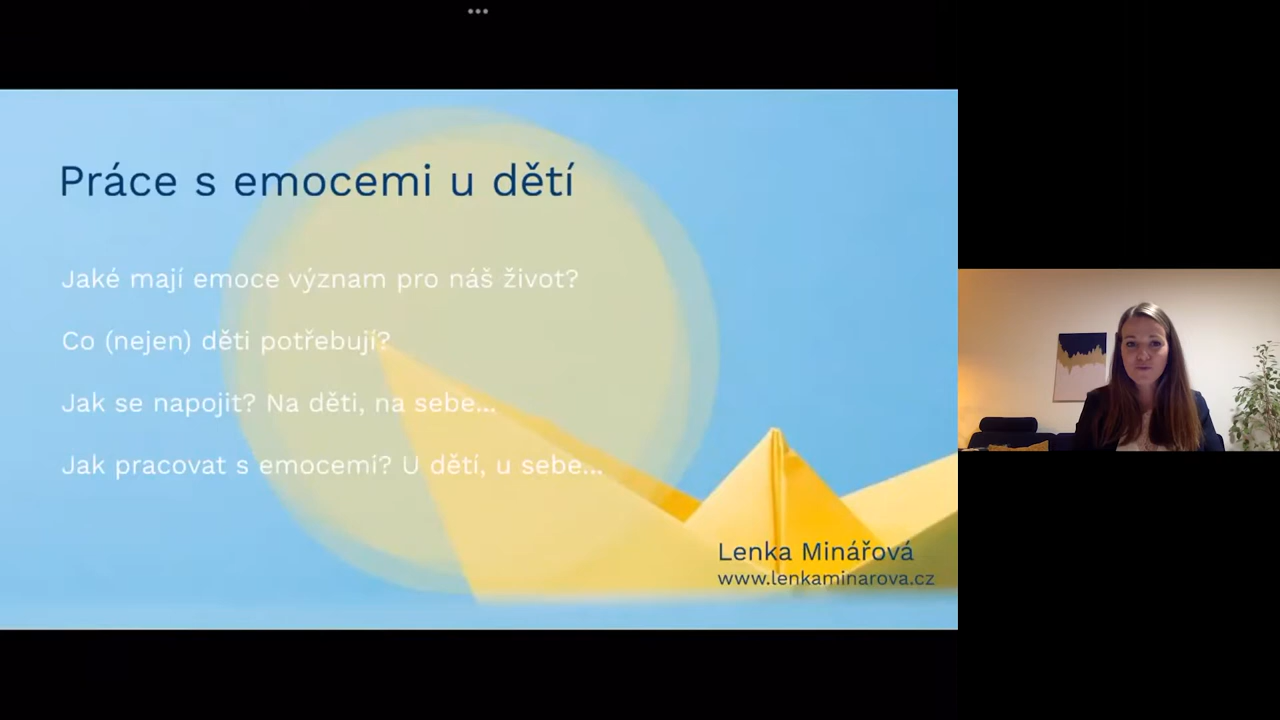 Práce s emocemi u dětí
Jaké mají emoce význam pro náš život?
Co (nejen) děti potřebují?
Jak se napojit? Na děti, na sebe...
Jak pracovat s emocemi? U dětí, u sebe...
Lenka Minářová
www.lenkaminarova.cz